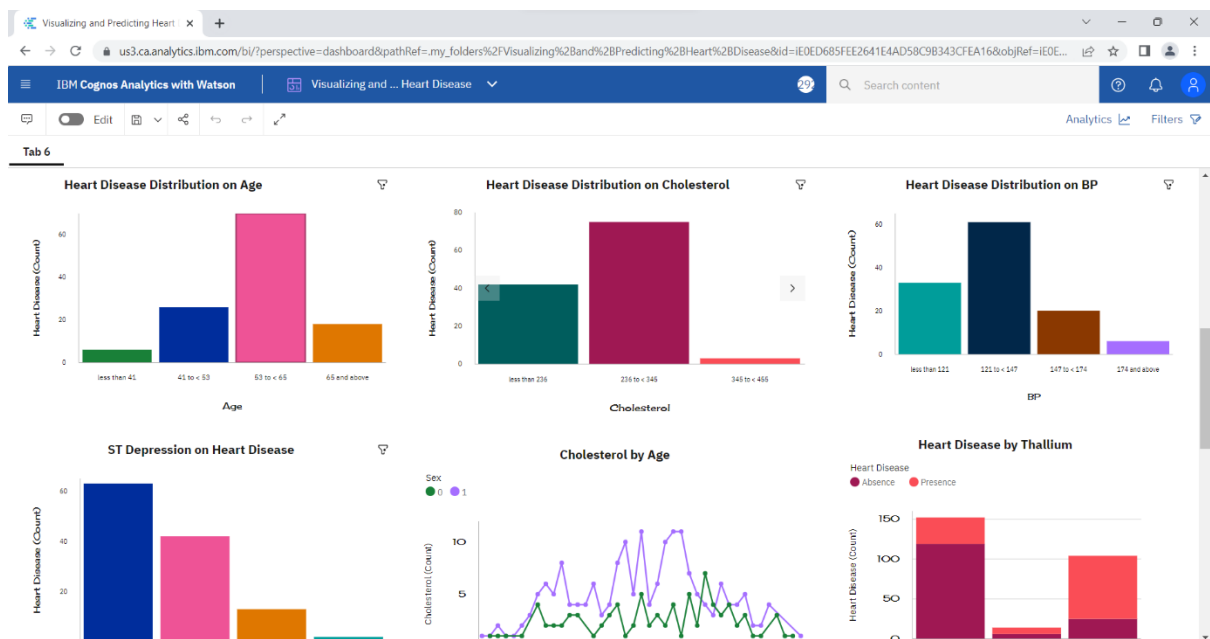 Visualizing and Predicting Heart
us3.ca.analytics.ibm.com/bi/?perspective=dashboard&pathRef=.my_folders%2FVisualizing%2Band%2BPredicting%2BHeart%2BDisease&id=iE0ED685FEE2641E4AD58C9B343CFEA16&objRef=iE0E...
IBM Cognos Analytics with Watson
Visualizing and ... Heart Disease
292
Search content
Edit
Analytics
Filters
Tab 6
Heart Disease Distribution on Age
Heart Disease (Count)
60
40
20
0
less than 41
41 to < 53
53 to < 65
65 and above
Age
Heart Disease Distribution on Cholesterol
Heart Disease (Count)
80
60
40
20
0
less than 236
236 to < 345
345 to < 455
Cholesterol
Heart Disease Distribution on BP
Heart Disease (Count)
60
40
20
0
less than 121
121 to < 147
147 to < 174
174 and above
BP
ST Depression on Heart Disease
Heart Disease (Count)
60
40
20
Cholesterol by Age
Sex
0 1
Cholesterol (Count)
10
5
Heart Disease by Thallium
Heart Disease
Absence Presence
Heart Disease (Count)
150
100
50
0